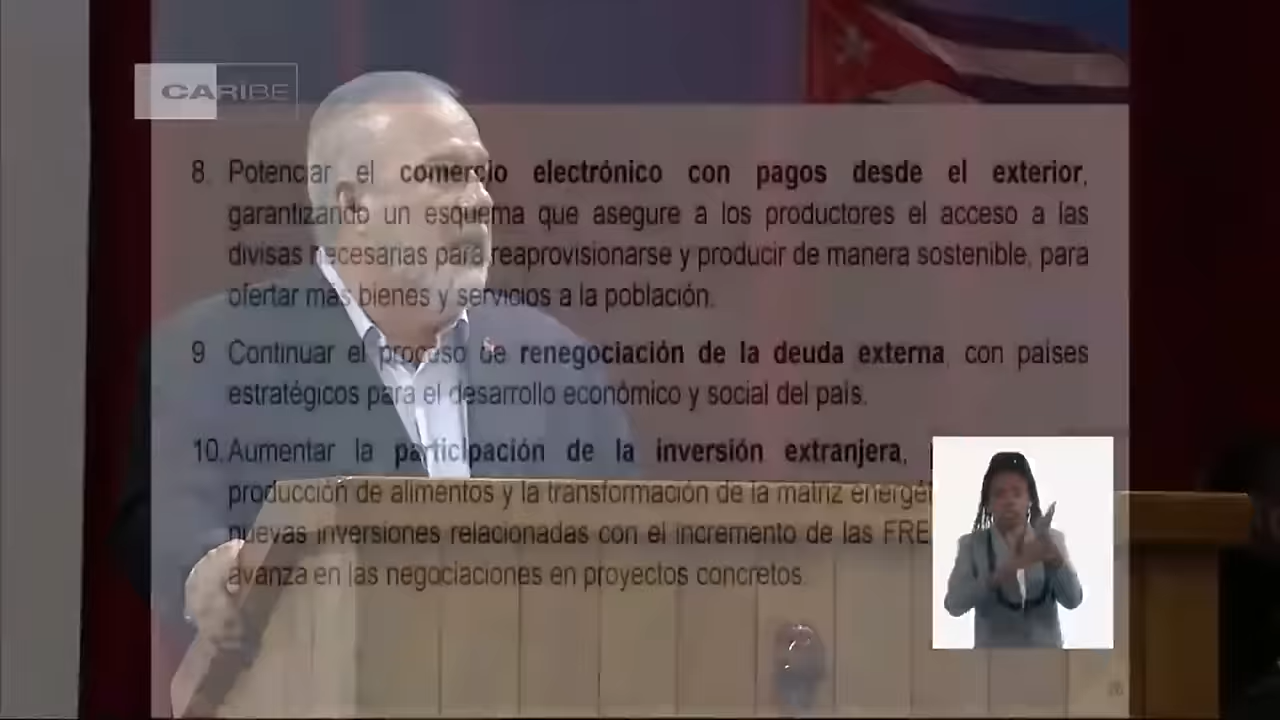 CARIBE
8. Potenciar el comercio electrónico con pagos desde el exterior,
garantizando un esquema que asegure a los productores el acceso a las
divisas necesarias para reaprovisionarse y producir de manera sostenible, para
ofertar más bienes y servicios a la población.
9 Continuar el proceso de renegociación de la deuda externa, con países
estratégicos para el desarrollo económico y social del país.
10. Aumentar la participación de la inversión extranjera,
producción de alimentos y la transformación de la matriz
nuevas inversiones relacionadas con el incremento de las FRE
avanza en las negociaciones en proyectos concretos.